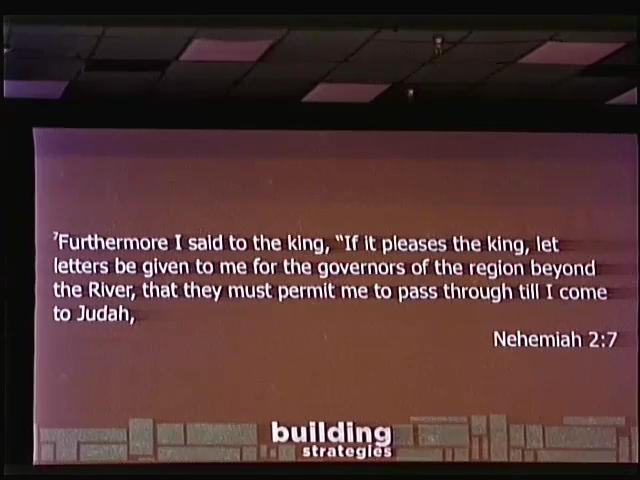 ⁷Furthermore I said to the king, “If it pleases the king, let
letters be given to me for the governors of the region beyond
the River, that they must permit me to pass through till I come
to Judah,
Nehemiah 2:7
building
strategies